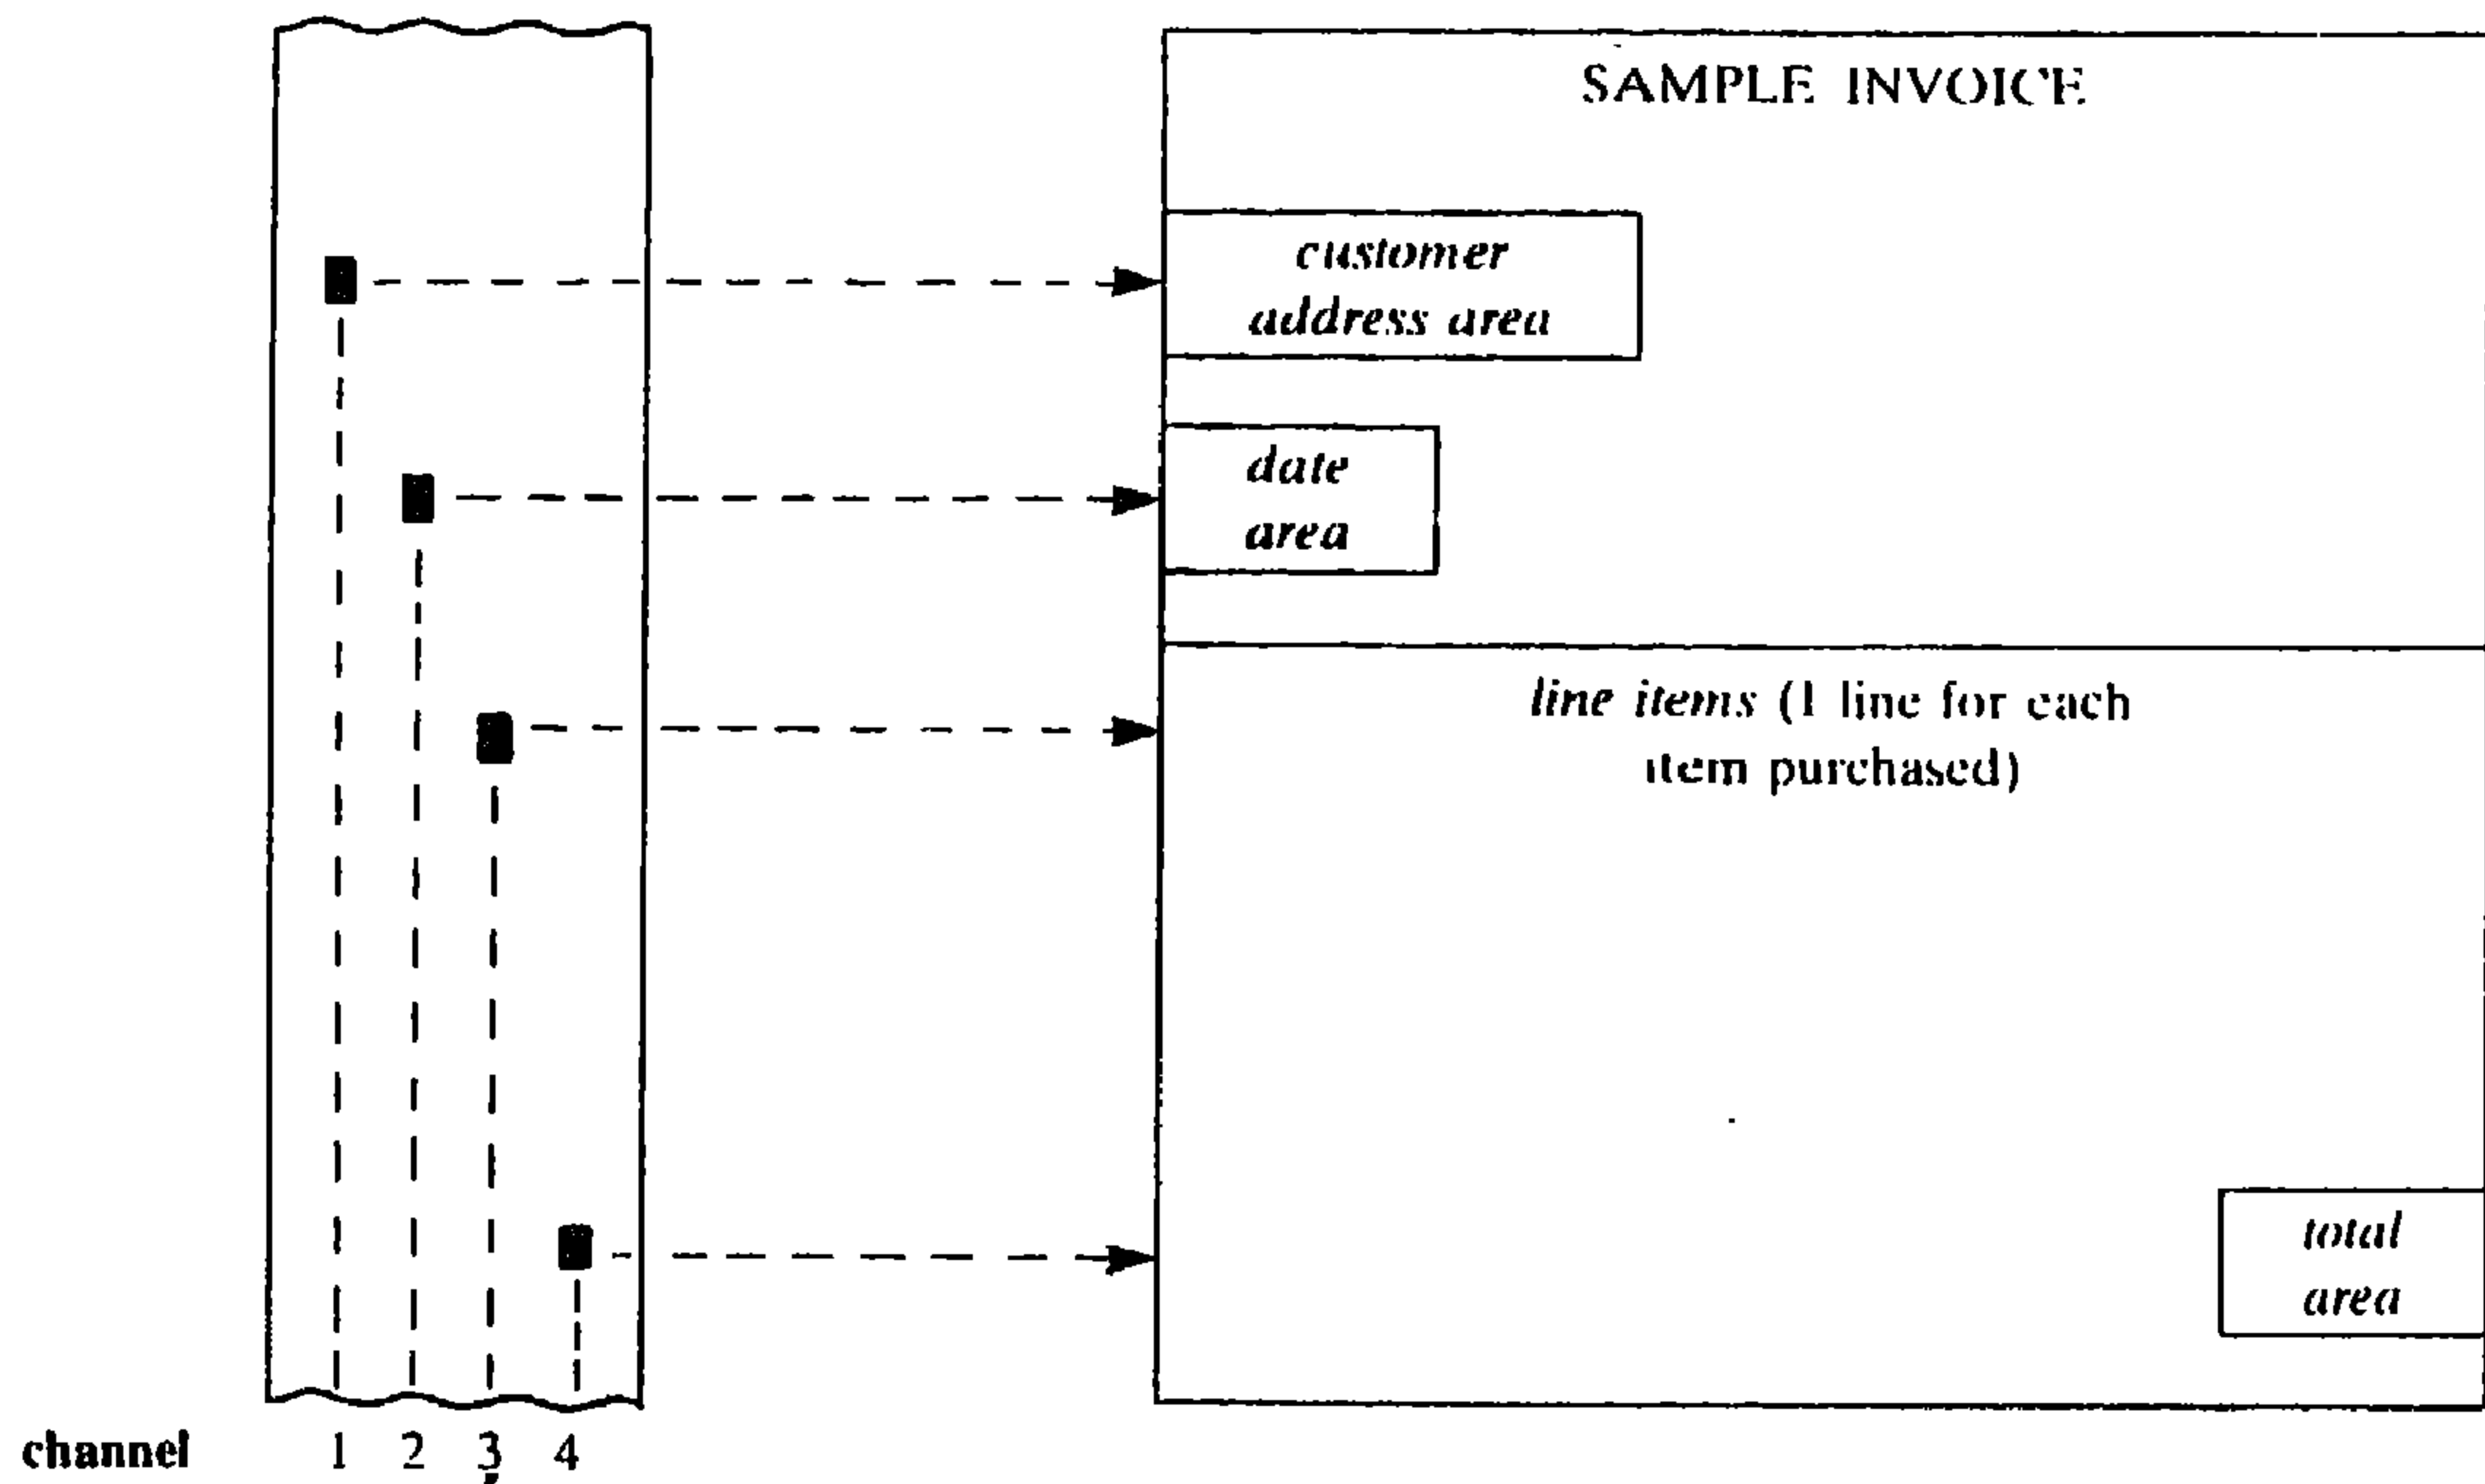 SAMPLE INVOICE
customer
address area
date
area
line items (1 line for each
item purchased)
total
area
channel 1 2 3 4